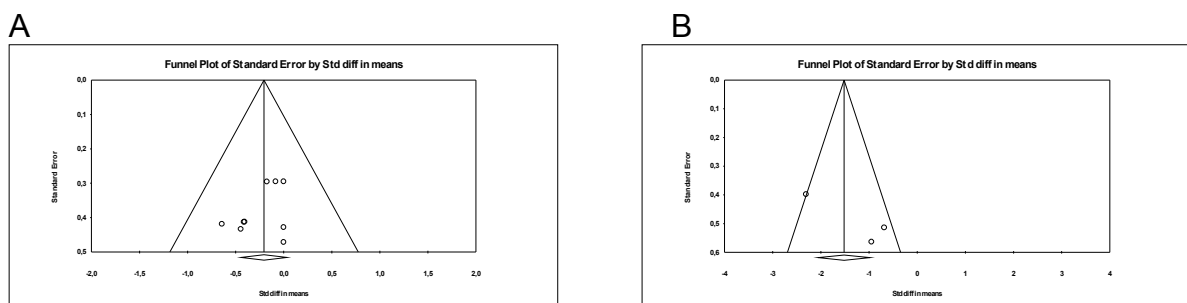 A
Funnel Plot of Standard Error by Std diff in means
0,0
0,1
0,2
0,3
0,4
0,5
Standard Error
-2,0 -1,5 -1,0 -0,5 0,0 0,5 1,0 1,5 2,0
Std diff in means
B
Funnel Plot of Standard Error by Std diff in means
0,0
0,1
0,2
0,3
0,4
0,5
0,6
Standard Error
-4 -3 -2 -1 0 1 2 3 4
Std diff in means